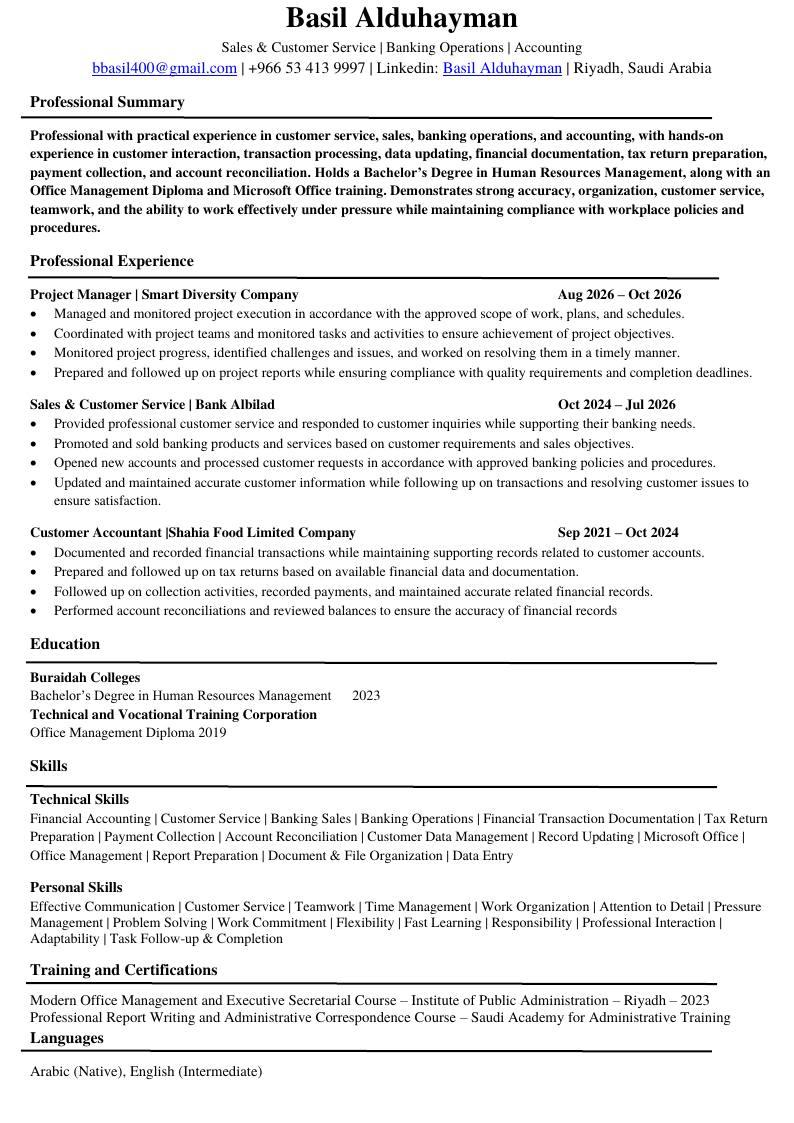 Basil Alduhayman
Sales & Customer Service | Banking Operations | Accounting
bbasil400@gmail.com | +966 53 413 9997 | Linkedin: Basil Alduhayman | Riyadh, Saudi Arabia
Professional Summary
Professional with practical experience in customer service, sales, banking operations, and accounting, with hands-on
experience in customer interaction, transaction processing, data updating, financial documentation, tax return preparation,
payment collection, and account reconciliation. Holds a Bachelor's Degree in Human Resources Management, along with an
Office Management Diploma and Microsoft Office training. Demonstrates strong accuracy, organization, customer service,
teamwork, and the ability to work effectively under pressure while maintaining compliance with workplace policies and
procedures.
Professional Experience
Project Manager | Smart Diversity Company Aug 2026 – Oct 2026
• Managed and monitored project execution in accordance with the approved scope of work, plans, and schedules.
• Coordinated with project teams and monitored tasks and activities to ensure achievement of project objectives.
• Monitored project progress, identified challenges and issues, and worked on resolving them in a timely manner.
• Prepared and followed up on project reports while ensuring compliance with quality requirements and completion deadlines.
Sales & Customer Service | Bank Albilad Oct 2024 – Jul 2026
• Provided professional customer service and responded to customer inquiries while supporting their banking needs.
• Promoted and sold banking products and services based on customer requirements and sales objectives.
• Opened new accounts and processed customer requests in accordance with approved banking policies and procedures.
• Updated and maintained accurate customer information while following up on transactions and resolving customer issues to
ensure satisfaction.
Customer Accountant |Shahia Food Limited Company Sep 2021 – Oct 2024
• Documented and recorded financial transactions while maintaining supporting records related to customer accounts.
• Prepared and followed up on tax returns based on available financial data and documentation.
• Followed up on collection activities, recorded payments, and maintained accurate related financial records.
• Performed account reconciliations and reviewed balances to ensure the accuracy of financial records
Education
Buraidah Colleges
Bachelor's Degree in Human Resources Management 2023
Technical and Vocational Training Corporation
Office Management Diploma 2019
Skills
Technical Skills
Financial Accounting | Customer Service | Banking Sales | Banking Operations | Financial Transaction Documentation | Tax Return
Preparation | Payment Collection | Account Reconciliation | Customer Data Management | Record Updating | Microsoft Office |
Office Management | Report Preparation | Document & File Organization | Data Entry
Personal Skills
Effective Communication | Customer Service | Teamwork | Time Management | Work Organization | Attention to Detail | Pressure
Management | Problem Solving | Work Commitment | Flexibility | Fast Learning | Responsibility | Professional Interaction |
Adaptability | Task Follow-up & Completion
Training and Certifications
Modern Office Management and Executive Secretarial Course – Institute of Public Administration – Riyadh – 2023
Professional Report Writing and Administrative Correspondence Course – Saudi Academy for Administrative Training
Languages
Arabic (Native), English (Intermediate)